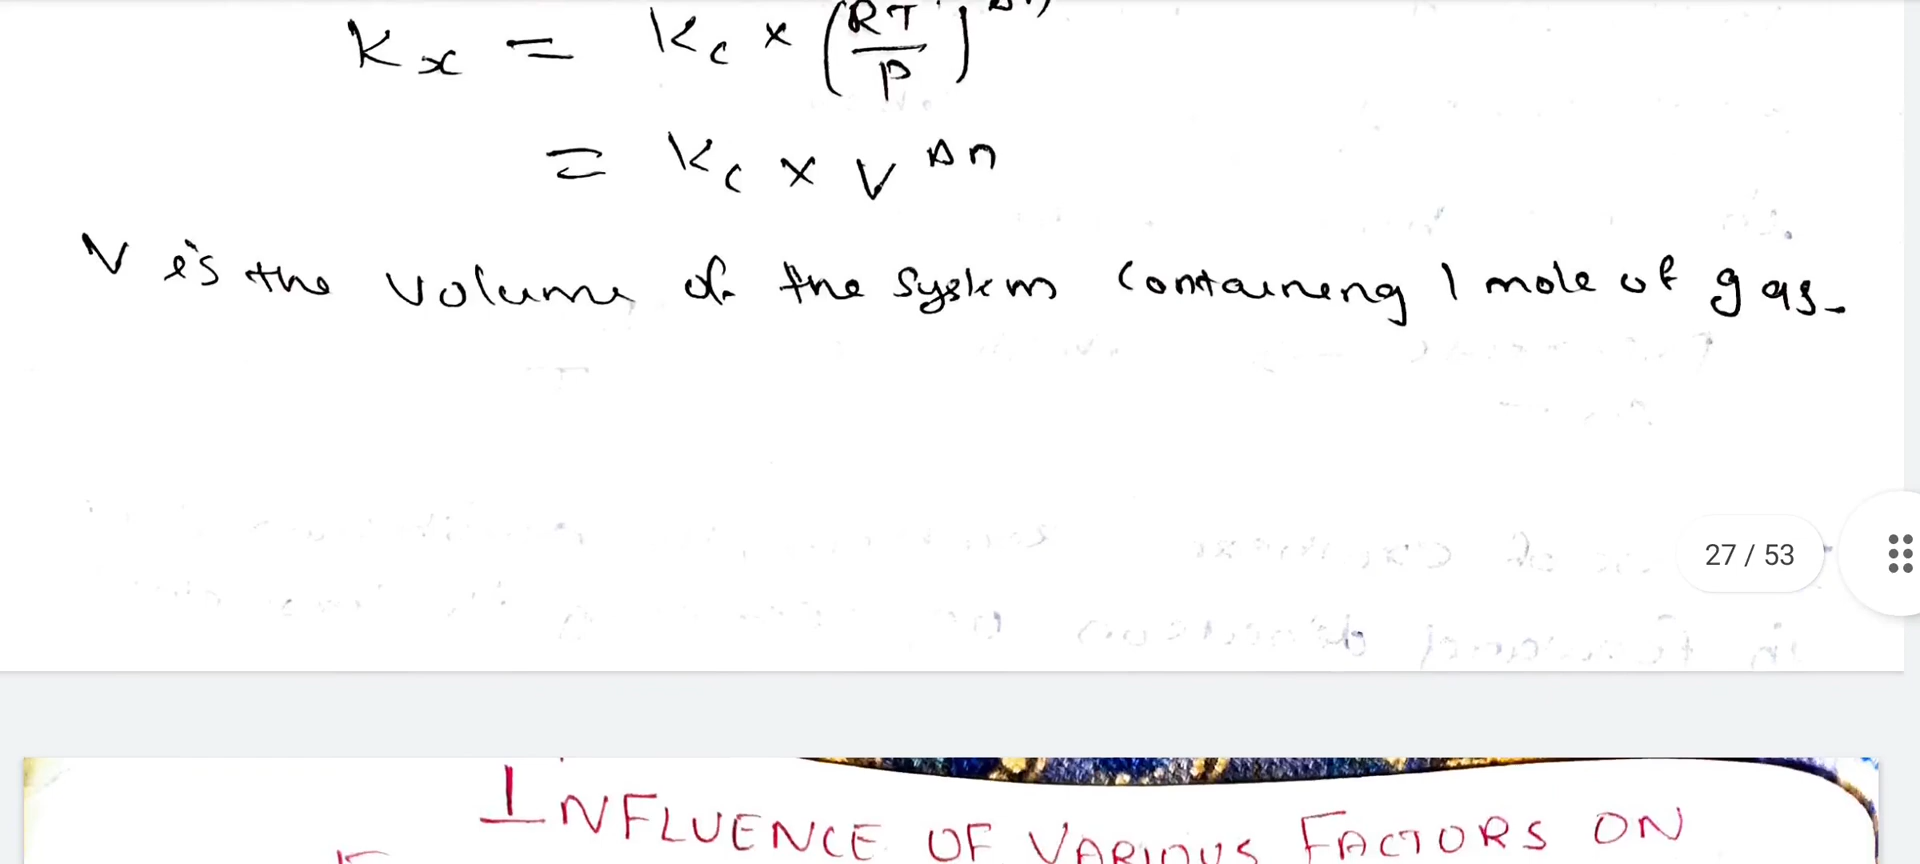 Kx = Kc × (RT/P)^Δn
= Kc × V^Δn
V is the volume of the system containing 1 mole of gas.
27 / 53
INFLUENCE OF VARIOUS FACTORS ON